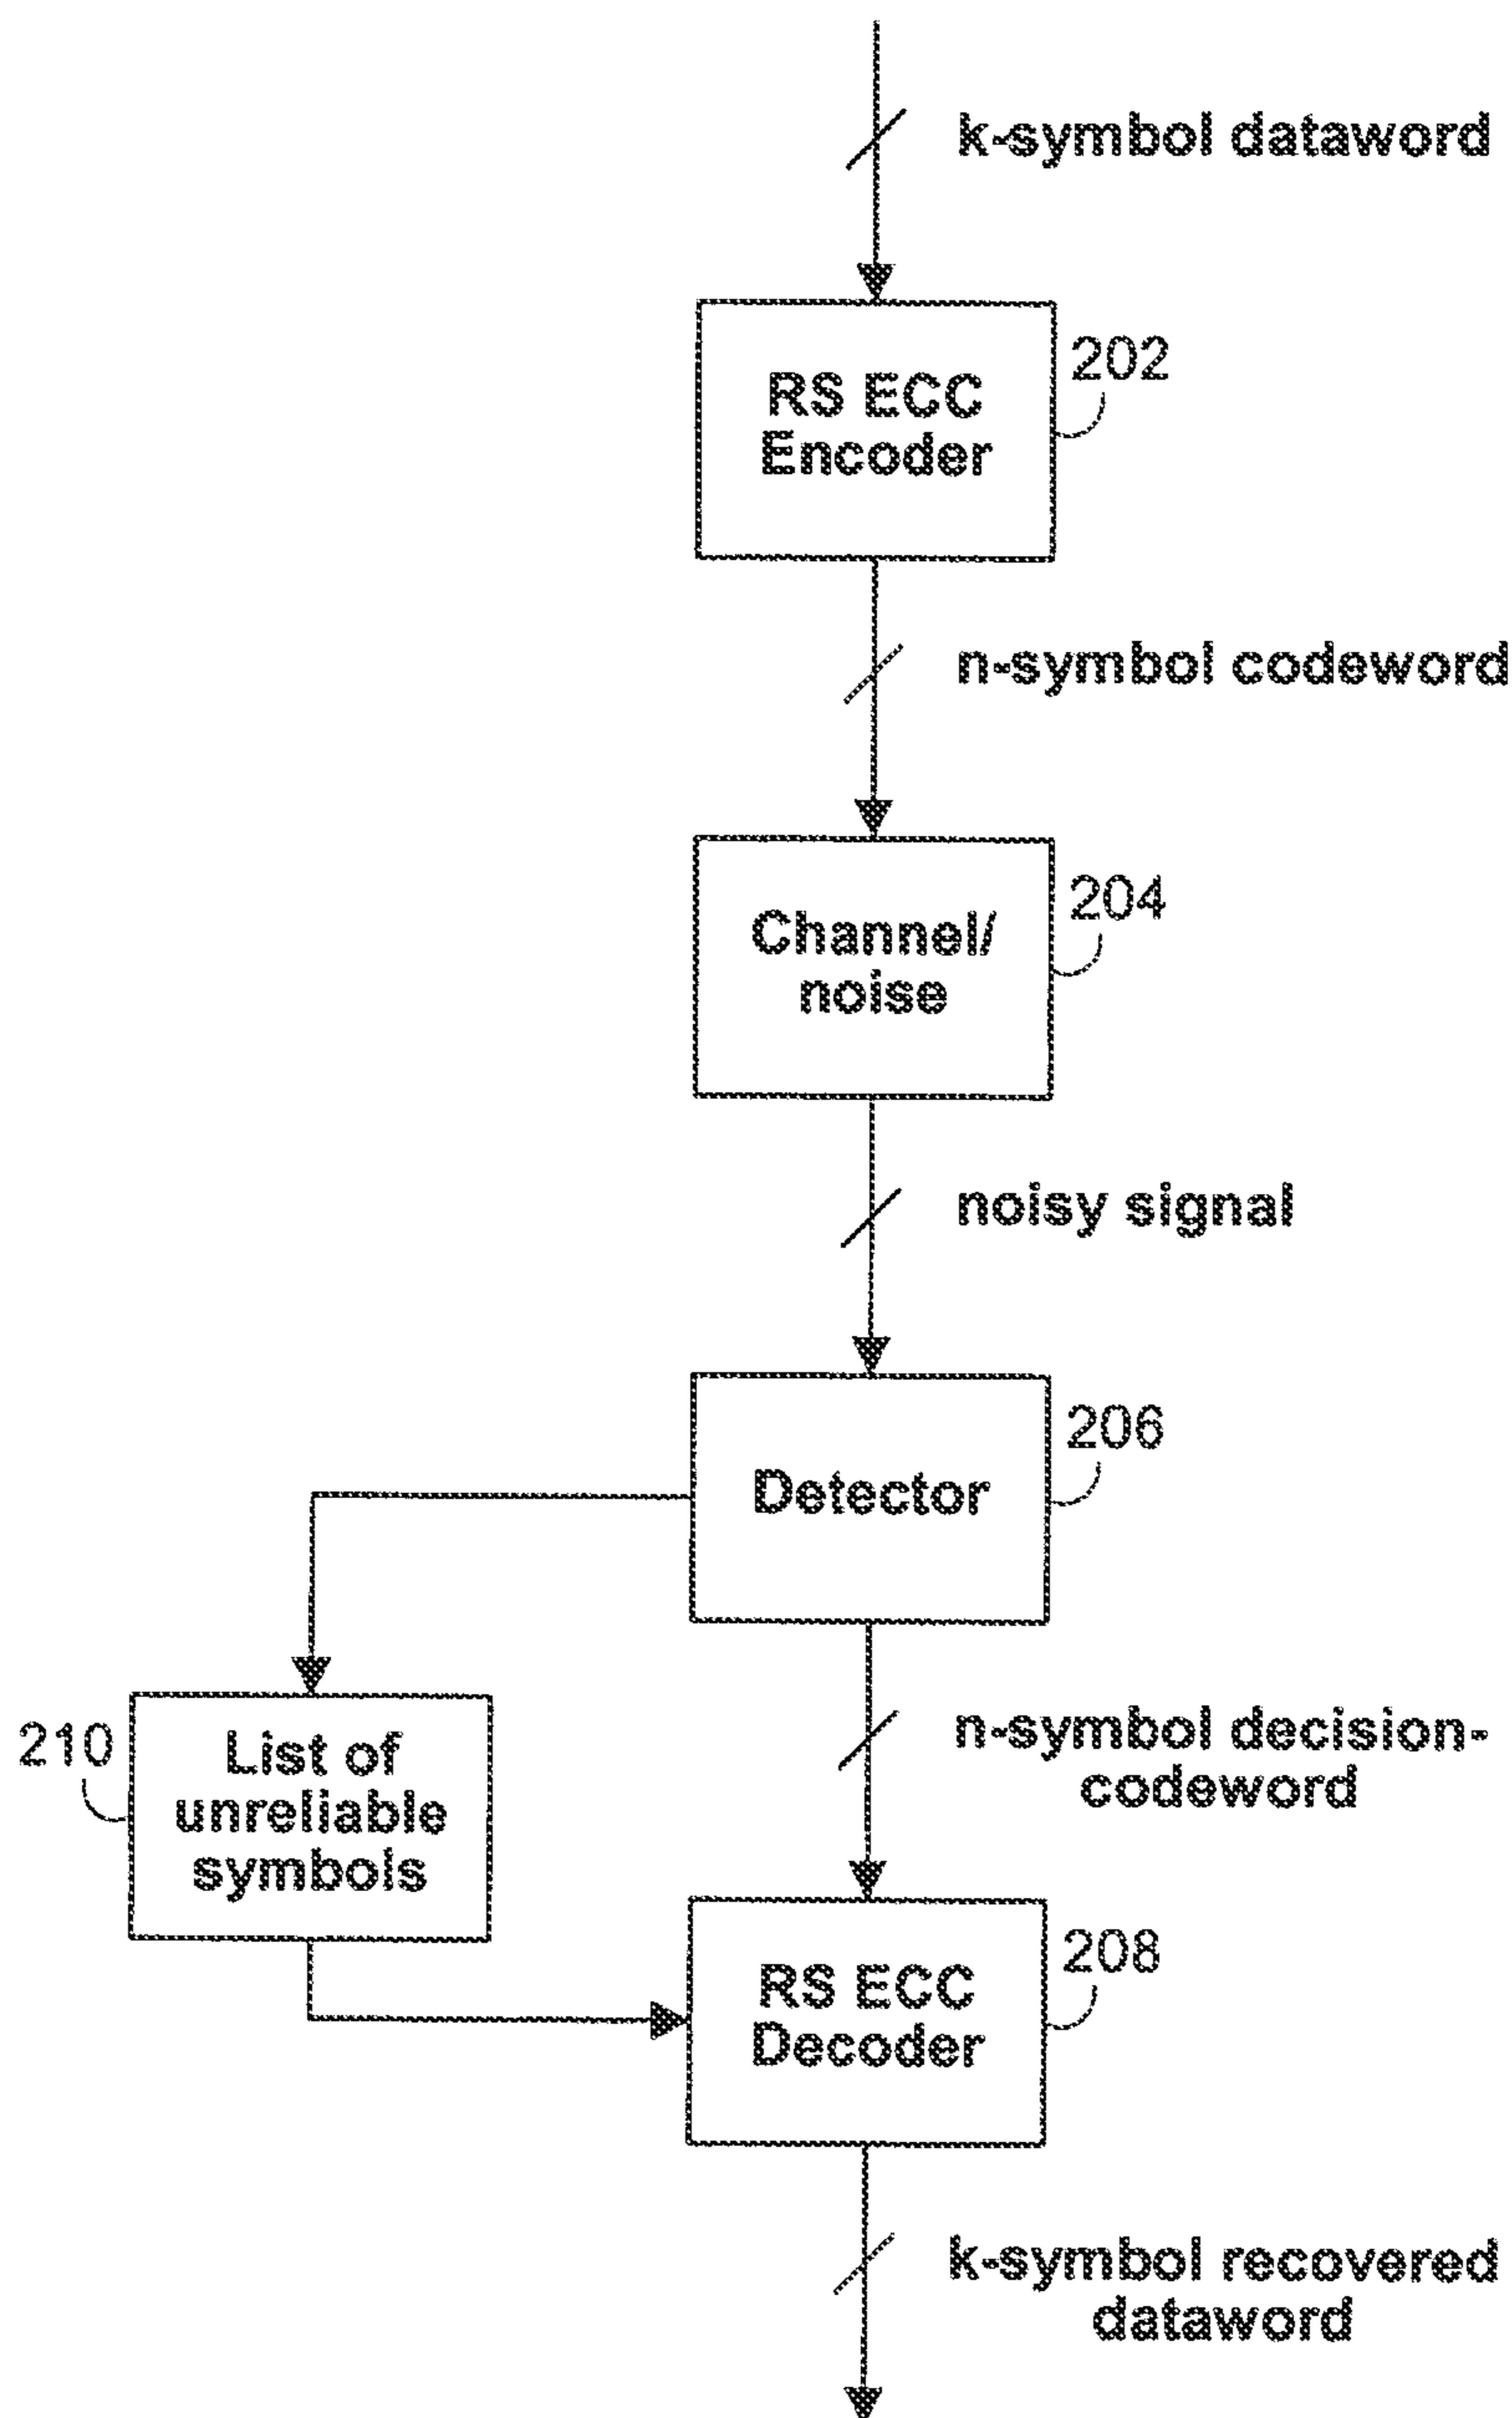 k-symbol dataword
RS ECC
Encoder
202
n-symbol codeword
Channel/
noise
204
noisy signal
Detector
206
210
List of
unreliable
symbols
n-symbol decision-
codeword
RS ECC
Decoder
208
k-symbol recovered
dataword